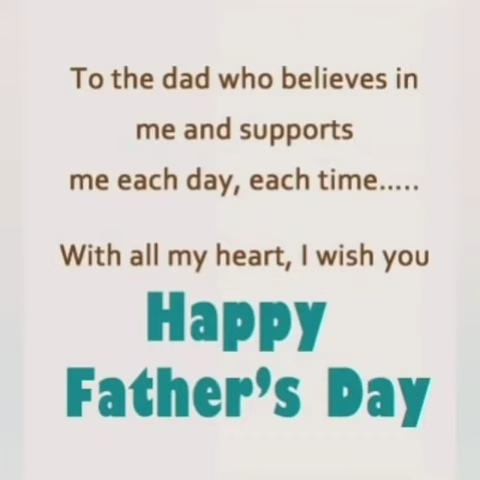 To the dad who believes in
me and supports
me each day, each time.....
With all my heart, I wish you
Happy
Father's Day